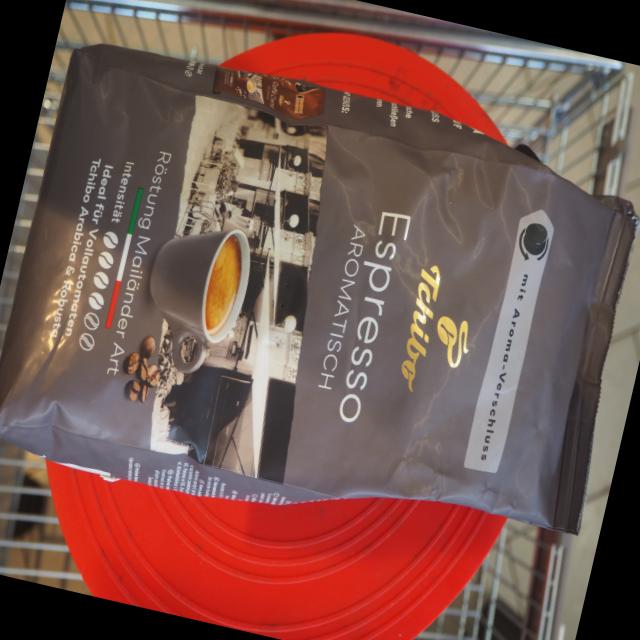 mit Aroma-Verschluss
Tchibo
Espresso
AROMATISCH
Röstung Mailänder Art
Intensität
Ideal für: Vollautomaten
Tchibo Arabica & Robusta